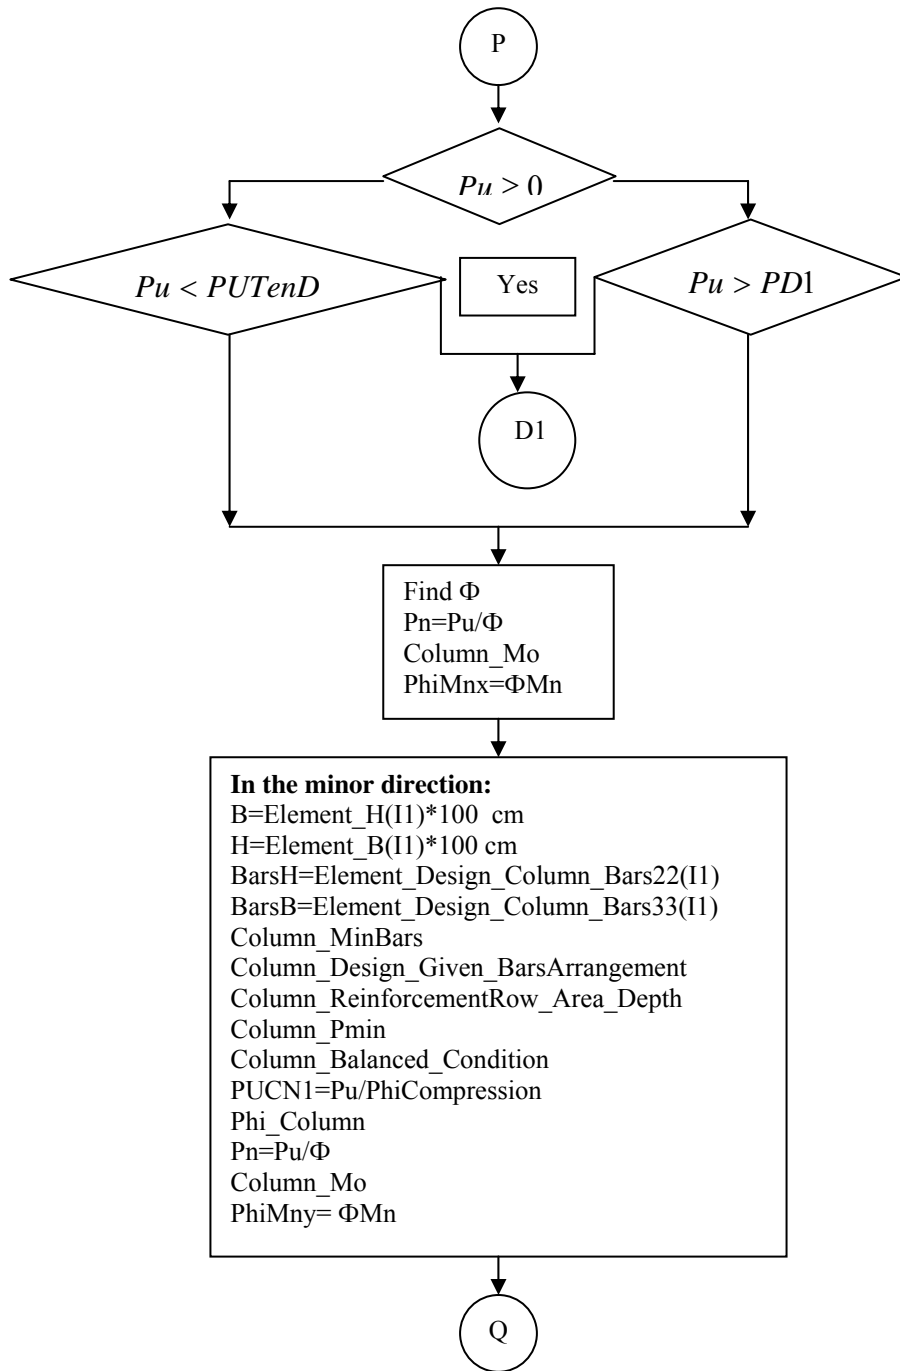 P
Pu > 0
Pu < PUTenD
Yes
Pu > PD1
D1
Find Φ
Pn=Pu/Φ
Column_Mo
PhiMnx=ΦMn
In the minor direction:
B=Element_H(I1)*100 cm
H=Element_B(I1)*100 cm
BarsH=Element_Design_Column_Bars22(I1)
BarsB=Element_Design_Column_Bars33(I1)
Column_MinBars
Column_Design_Given_BarsArrangement
Column_ReinforcementRow_Area_Depth
Column_Pmin
Column_Balanced_Condition
PUCN1=Pu/PhiCompression
Phi_Column
Pn=Pu/Φ
Column_Mo
PhiMny= ΦMn
Q